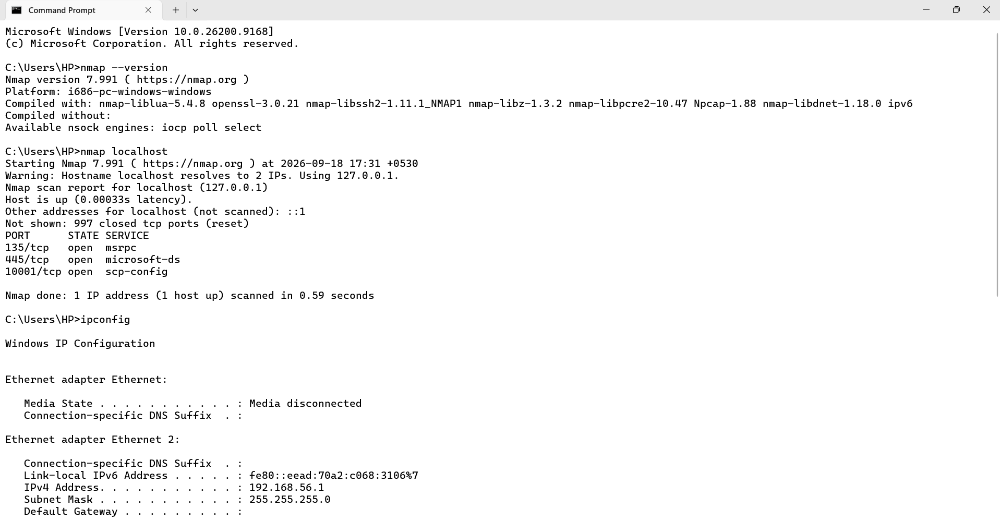 Command Prompt
Microsoft Windows [Version 10.0.26200.9168]
(c) Microsoft Corporation. All rights reserved.
C:\Users\HP>nmap --version
Nmap version 7.991 ( https://nmap.org )
Platform: i686-pc-windows-windows
Compiled with: nmap-liblua-5.4.8 openssl-3.0.21 nmap-libssh2-1.11.1_NMAP1 nmap-libz-1.3.2 nmap-libpcre2-10.47 Npcap-1.88 nmap-libdnet-1.18.0 ipv6
Compiled without:
Available nsock engines: iocp poll select
C:\Users\HP>nmap localhost
Starting Nmap 7.991 ( https://nmap.org ) at 2026-09-18 17:31 +0530
Warning: Hostname localhost resolves to 2 IPs. Using 127.0.0.1.
Nmap scan report for localhost (127.0.0.1)
Host is up (0.00033s latency).
Other addresses for localhost (not scanned): ::1
Not shown: 997 closed tcp ports (reset)
PORT      STATE SERVICE
135/tcp   open  msrpc
445/tcp   open  microsoft-ds
10001/tcp open  scp-config
Nmap done: 1 IP address (1 host up) scanned in 0.59 seconds
C:\Users\HP>ipconfig
Windows IP Configuration
Ethernet adapter Ethernet:
   Media State . . . . . . . . . . . : Media disconnected
   Connection-specific DNS Suffix  . :
Ethernet adapter Ethernet 2:
   Connection-specific DNS Suffix  . :
   Link-local IPv6 Address . . . . . : fe80::eead:70a2:c068:3106%7
   IPv4 Address. . . . . . . . . . . : 192.168.56.1
   Subnet Mask . . . . . . . . . . . : 255.255.255.0
   Default Gateway . . . . . . . . . :